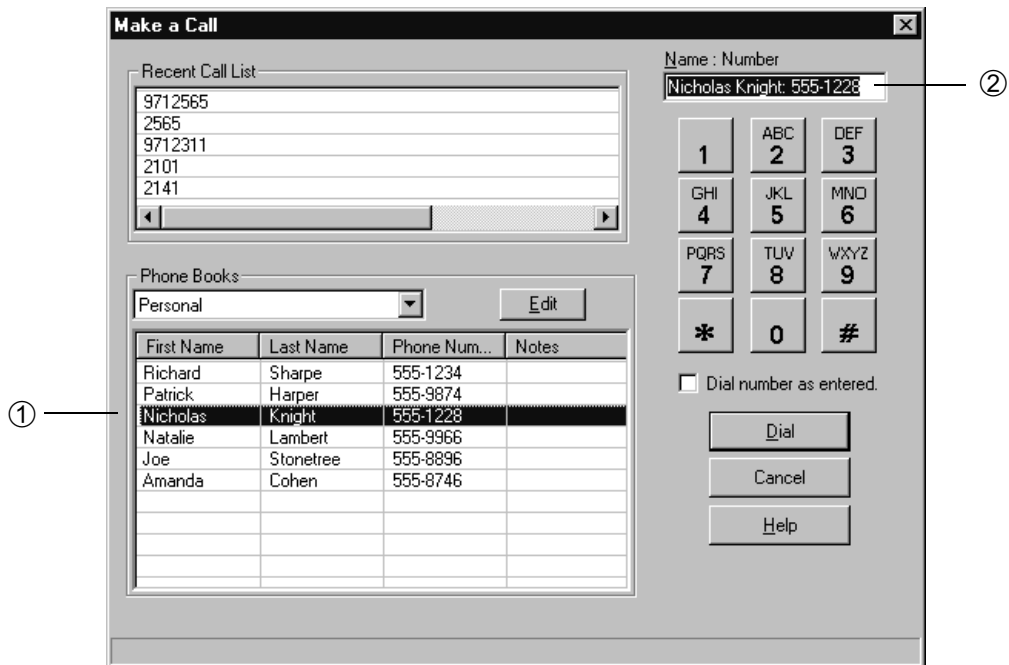 Make a Call
Recent Call List
9712565
2565
9712311
2101
2141
Phone Books
Personal
Edit
First Name Last Name Phone Num... Notes
Richard Sharpe 555-1234
Patrick Harper 555-9874
① Nicholas Knight 555-1228
Natalie Lambert 555-9966
Joe Stonetree 555-8896
Amanda Cohen 555-8746
Name : Number
Nicholas Knight: 555-1228 ②
1
ABC 2
DEF 3
GHI 4
JKL 5
MNO 6
PQRS 7
TUV 8
WXYZ 9
*
0
#
Dial number as entered.
Dial
Cancel
Help